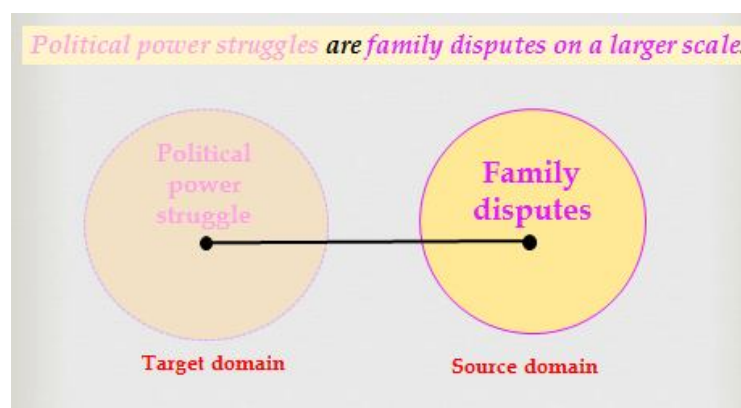 Political power struggles are family disputes on a larger scale.
Political
power
struggle
Family
disputes
Target domain
Source domain